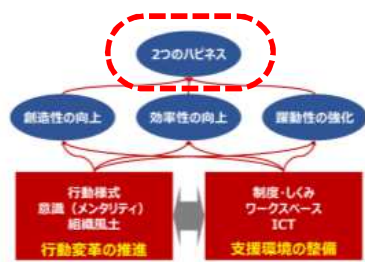 2つのハピネス
創造性の向上
効率性の向上
躍動性の強化
行動様式
意識（メンタリティ）
組織風土
行動変革の推進
制度・しくみ
ワークスペース
ICT
支援環境の整備